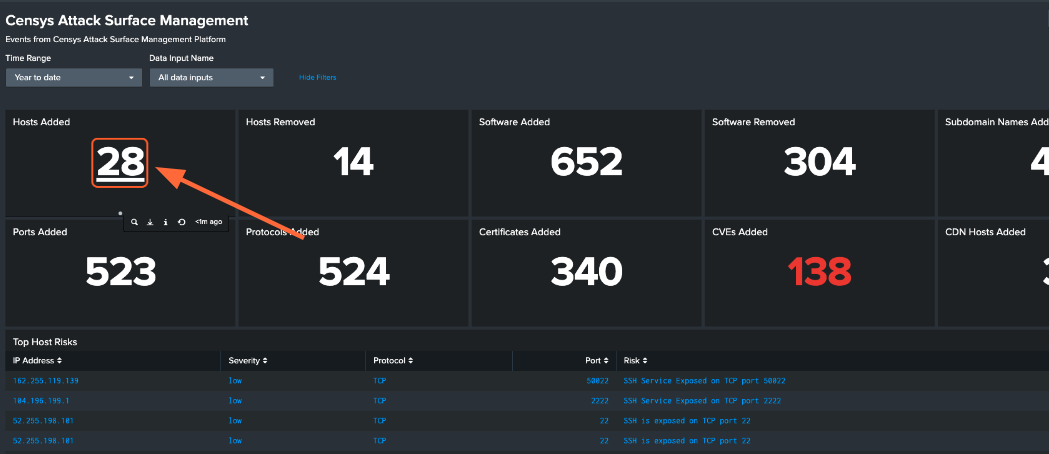 Censys Attack Surface Management
Events from Censys Attack Surface Management Platform
Time Range Data Input Name
Year to date All data inputs Hide Filters
Hosts Added Hosts Removed Software Added Software Removed Subdomain Names Add
28 14 652 304 4
<1m ago
Ports Added Protocols Added Certificates Added CVEs Added CDN Hosts Added
523 524 340 138
Top Host Risks
IP Address Severity Protocol Port Risk
162.255.119.139 low TCP 50022 SSH Service Exposed on TCP port 50022
104.196.199.1 low TCP 2222 SSH Service Exposed on TCP port 2222
52.255.198.101 low TCP 22 SSH is exposed on TCP port 22
52.255.198.101 low TCP 22 SSH is exposed on TCP port 22